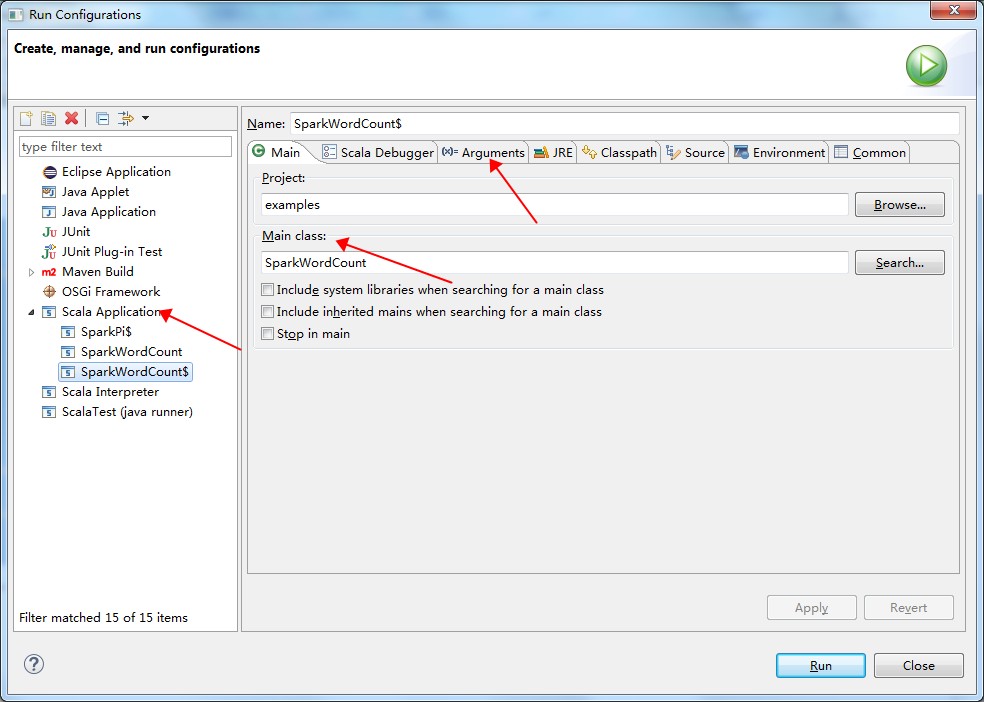 Run Configurations
Create, manage, and run configurations
type filter text
Eclipse Application
Java Applet
Java Application
JUnit
JUnit Plug-in Test
Maven Build
OSGi Framework
Scala Application
SparkPi$
SparkWordCount
SparkWordCount$
Scala Interpreter
ScalaTest (java runner)
Filter matched 15 of 15 items
Name: SparkWordCount$
Main Scala Debugger (x)= Arguments JRE Classpath Source Environment Common
Project:
examples Browse...
Main class:
SparkWordCount Search...
Include system libraries when searching for a main class
Include inherited mains when searching for a main class
Stop in main
Apply Revert
Run Close